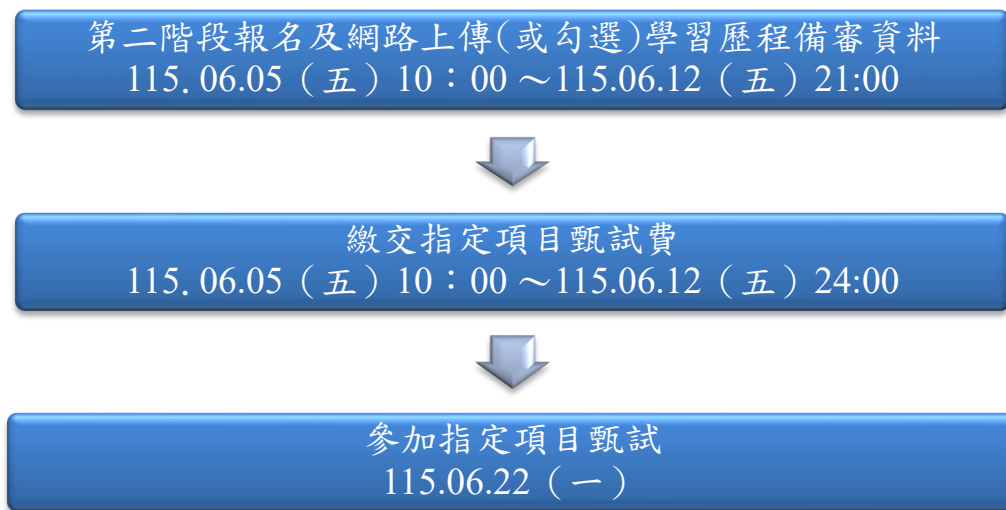 第二階段報名及網路上傳(或勾選)學習歷程備審資料
115.06.05（五）10：00～115.06.12（五）21:00
繳交指定項目甄試費
115.06.05（五）10：00～115.06.12（五）24:00
參加指定項目甄試
115.06.22（一）